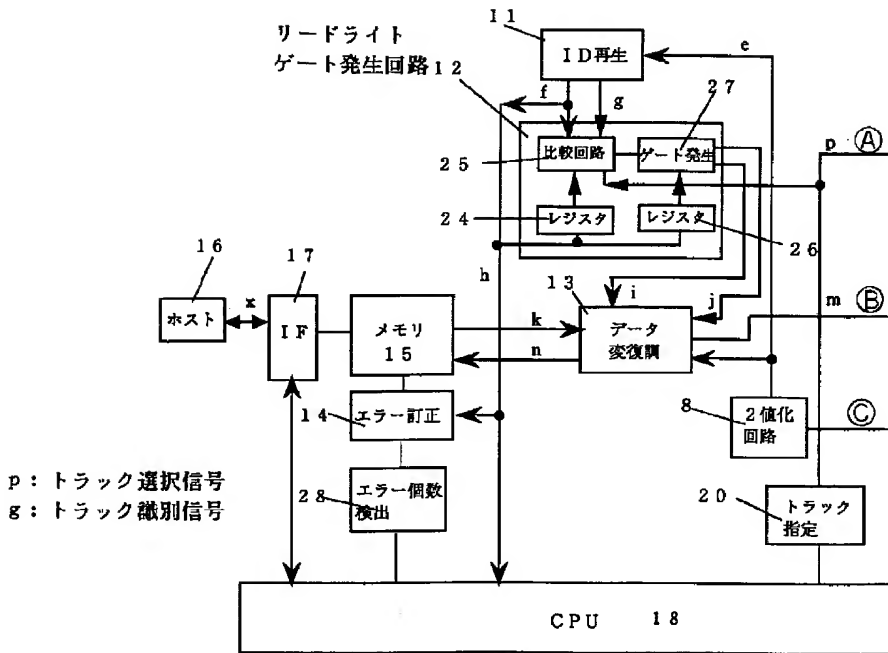 11
リードライト
ゲート発生回路12
ID再生
e
f
g
27
p Ⓐ
比較回路
ゲート発生
25
24
レジスタ
レジスタ
26
16
17
h
13
i
j
m Ⓑ
ホスト
x
IF
メモリ
15
k
n
データ
変復調
8
2値化
回路
Ⓒ
14
エラー訂正
p:トラック選択信号
g:トラック識別信号
28
エラー個数
検出
20
トラック
指定
CPU 18